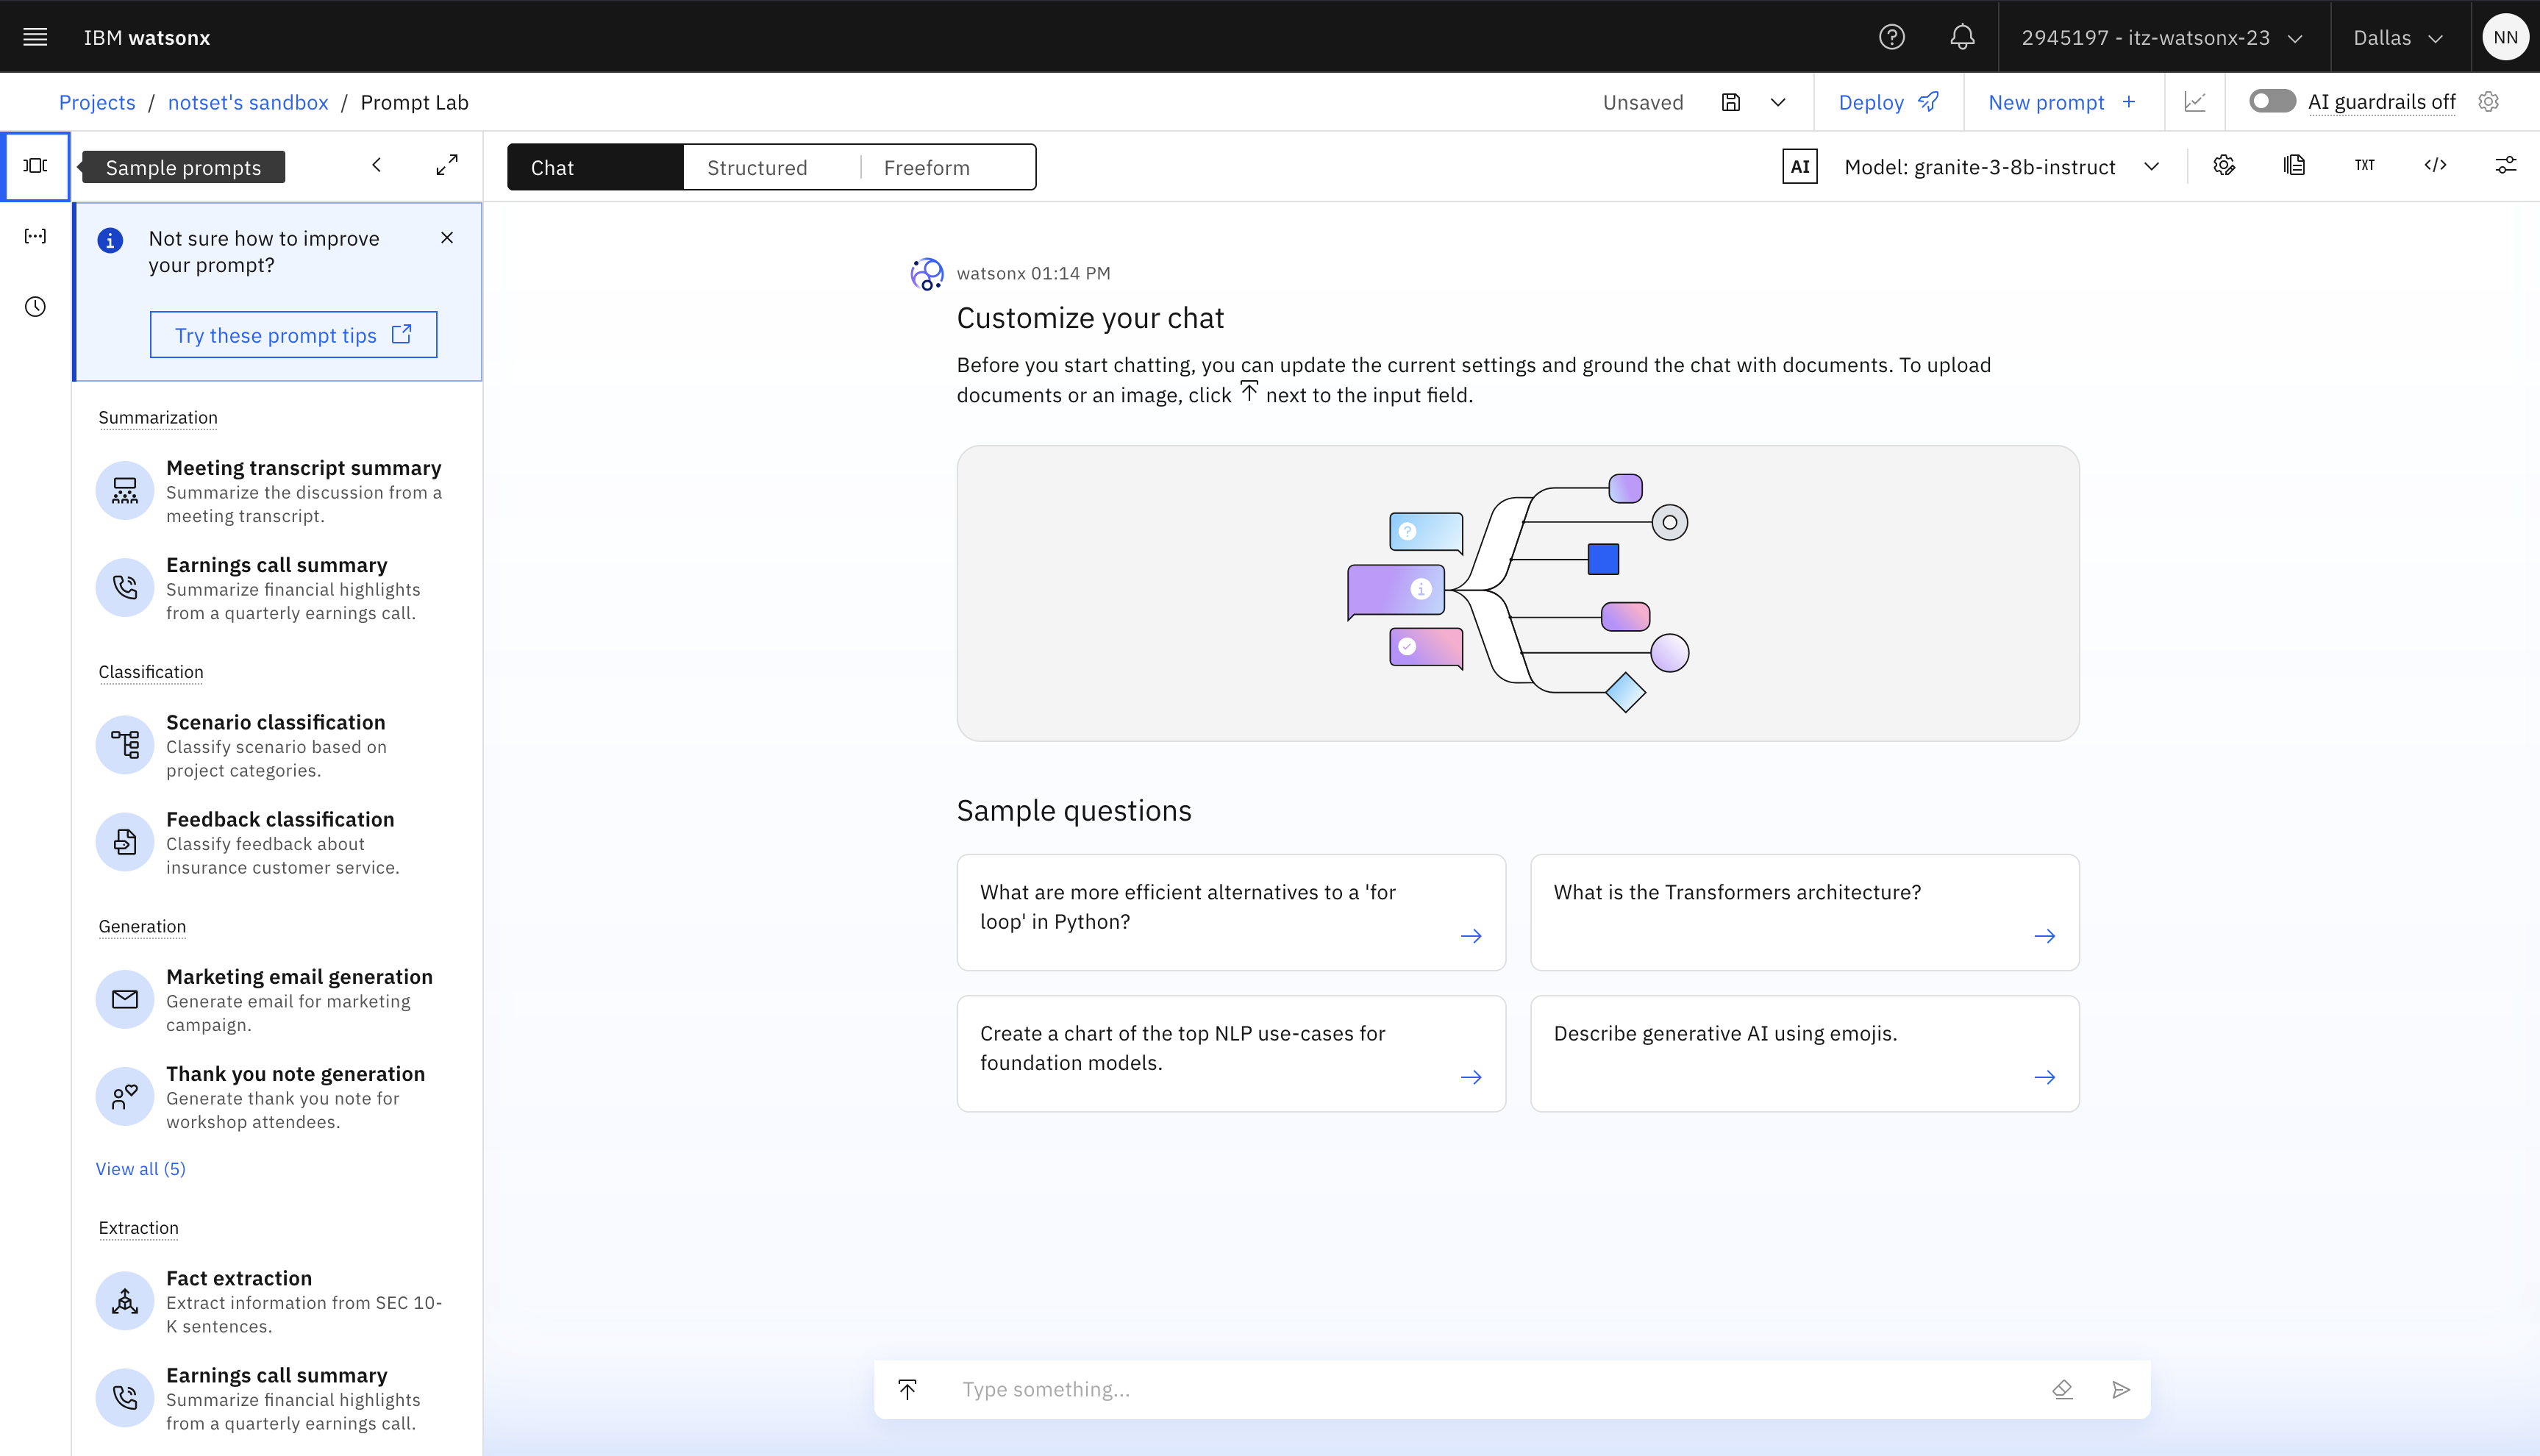 IBM watsonx
2945197 - itz-watsonx-23
Dallas
NN
Projects / notset's sandbox / Prompt Lab
Unsaved
Deploy
New prompt +
AI guardrails off
Sample prompts
Chat
Structured
Freeform
AI
Model: granite-3-8b-instruct
TXT
Not sure how to improve
your prompt?
Try these prompt tips
Summarization
Meeting transcript summary
Summarize the discussion from a
meeting transcript.
Earnings call summary
Summarize financial highlights
from a quarterly earnings call.
Classification
Scenario classification
Classify scenario based on
project categories.
Feedback classification
Classify feedback about
insurance customer service.
Generation
Marketing email generation
Generate email for marketing
campaign.
Thank you note generation
Generate thank you note for
workshop attendees.
View all (5)
Extraction
Fact extraction
Extract information from SEC 10-
K sentences.
Earnings call summary
Summarize financial highlights
from a quarterly earnings call.
watsonx 01:14 PM
Customize your chat
Before you start chatting, you can update the current settings and ground the chat with documents. To upload
documents or an image, click next to the input field.
Sample questions
What are more efficient alternatives to a 'for
loop' in Python?
What is the Transformers architecture?
Create a chart of the top NLP use-cases for
foundation models.
Describe generative AI using emojis.
Type something...